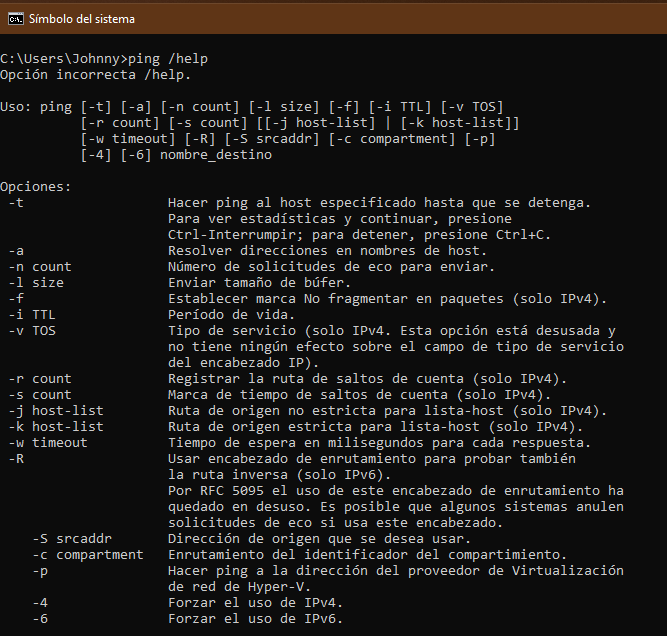 Símbolo del sistema
C:\Users\Johnny>ping /help
Opción incorrecta /help.
Uso: ping [-t] [-a] [-n count] [-l size] [-f] [-i TTL] [-v TOS]
[-r count] [-s count] [[-j host-list] | [-k host-list]]
[-w timeout] [-R] [-S srcaddr] [-c compartment] [-p]
[-4] [-6] nombre_destino
Opciones:
-t Hacer ping al host especificado hasta que se detenga.
Para ver estadísticas y continuar, presione
Ctrl-Interrumpir; para detener, presione Ctrl+C.
-a Resolver direcciones en nombres de host.
-n count Número de solicitudes de eco para enviar.
-l size Enviar tamaño de búfer.
-f Establecer marca No fragmentar en paquetes (solo IPv4).
-i TTL Período de vida.
-v TOS Tipo de servicio (solo IPv4. Esta opción está desusada y
no tiene ningún efecto sobre el campo de tipo de servicio
del encabezado IP).
-r count Registrar la ruta de saltos de cuenta (solo IPv4).
-s count Marca de tiempo de saltos de cuenta (solo IPv4).
-j host-list Ruta de origen no estricta para lista-host (solo IPv4).
-k host-list Ruta de origen estricta para lista-host (solo IPv4).
-w timeout Tiempo de espera en milisegundos para cada respuesta.
-R Usar encabezado de enrutamiento para probar también
la ruta inversa (solo IPv6).
Por RFC 5095 el uso de este encabezado de enrutamiento ha
quedado en desuso. Es posible que algunos sistemas anulen
solicitudes de eco si usa este encabezado.
-S srcaddr Dirección de origen que se desea usar.
-c compartment Enrutamiento del identificador del compartimiento.
-p Hacer ping a la dirección del proveedor de Virtualización
de red de Hyper-V.
-4 Forzar el uso de IPv4.
-6 Forzar el uso de IPv6.